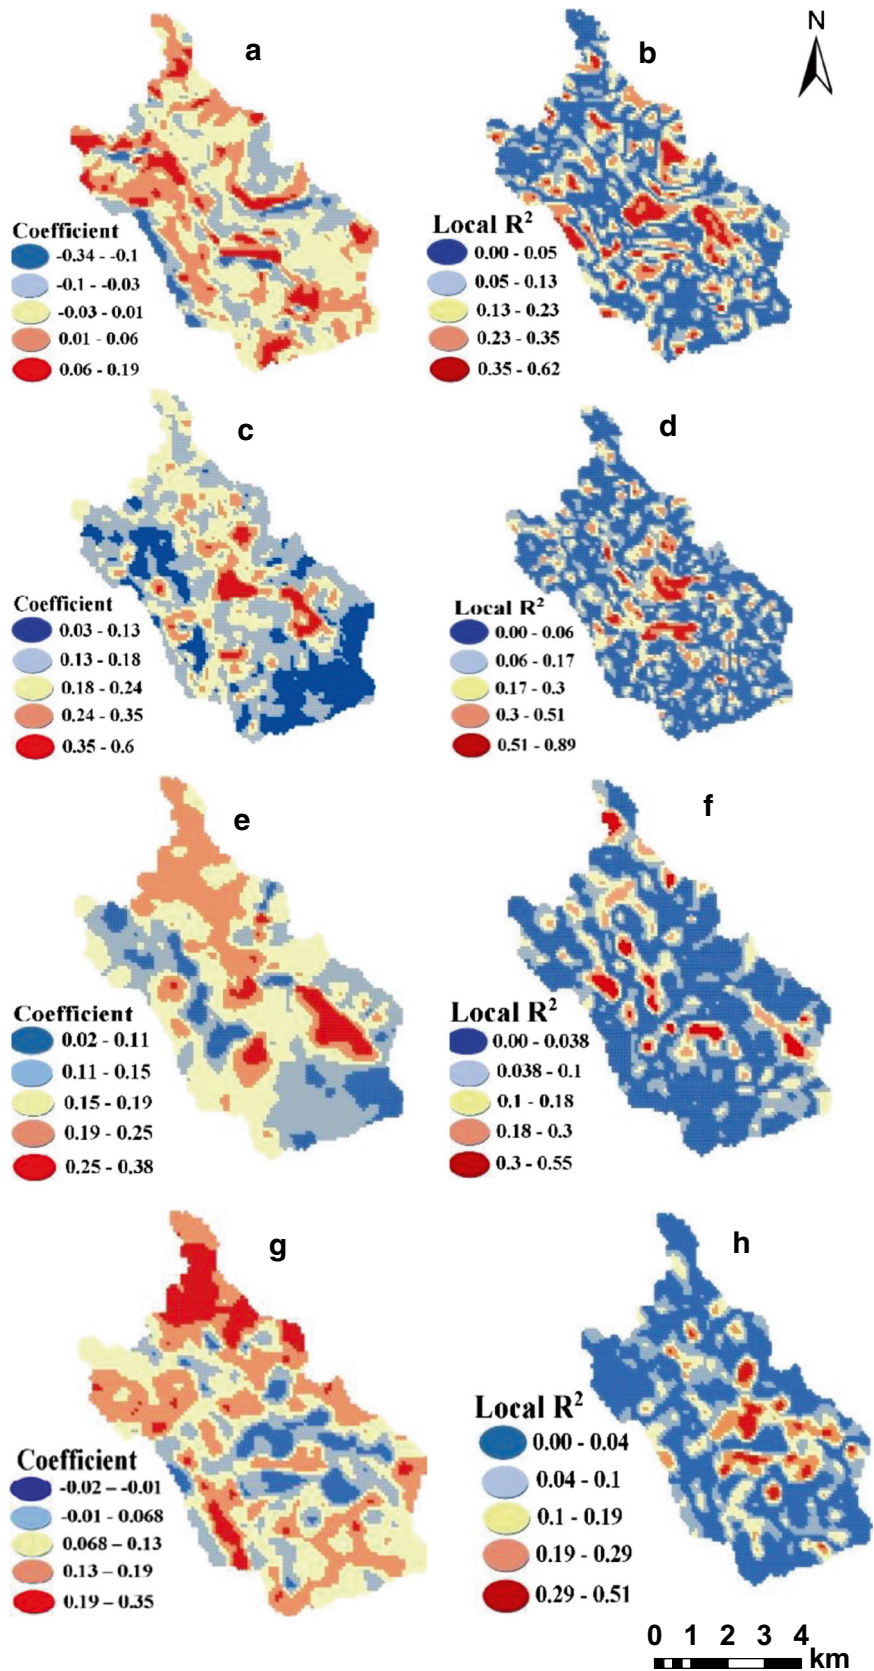 a
b
N
Coefficient
-0.34 - -0.1
-0.1 - -0.03
-0.03 - 0.01
0.01 - 0.06
0.06 - 0.19
Local R²
0.00 - 0.05
0.05 - 0.13
0.13 - 0.23
0.23 - 0.35
0.35 - 0.62
c
d
Coefficient
0.03 - 0.13
0.13 - 0.18
0.18 - 0.24
0.24 - 0.35
0.35 - 0.6
Local R²
0.00 - 0.06
0.06 - 0.17
0.17 - 0.3
0.3 - 0.51
0.51 - 0.89
e
f
Coefficient
0.02 - 0.11
0.11 - 0.15
0.15 - 0.19
0.19 - 0.25
0.25 - 0.38
Local R²
0.00 - 0.038
0.038 - 0.1
0.1 - 0.18
0.18 - 0.3
0.3 - 0.55
g
h
Coefficient
-0.02 – -0.01
-0.01 - 0.068
0.068 – 0.13
0.13 – 0.19
0.19 – 0.35
Local R²
0.00 - 0.04
0.04 - 0.1
0.1 - 0.19
0.19 - 0.29
0.29 - 0.51
0 1 2 3 4
km